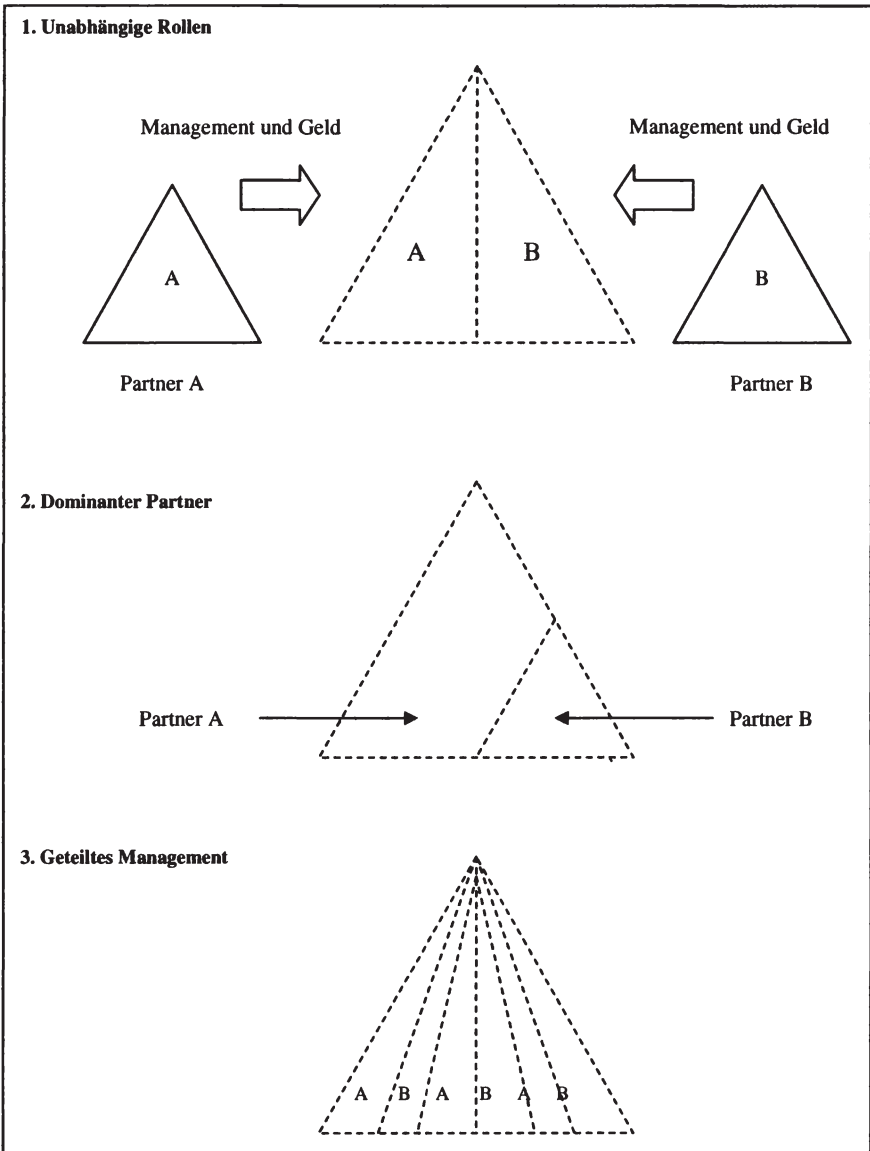 1. Unabhängige Rollen
Management und Geld
Management und Geld
A
A
B
B
Partner A
Partner B
2. Dominanter Partner
Partner A
Partner B
3. Geteiltes Management
A B A B A B